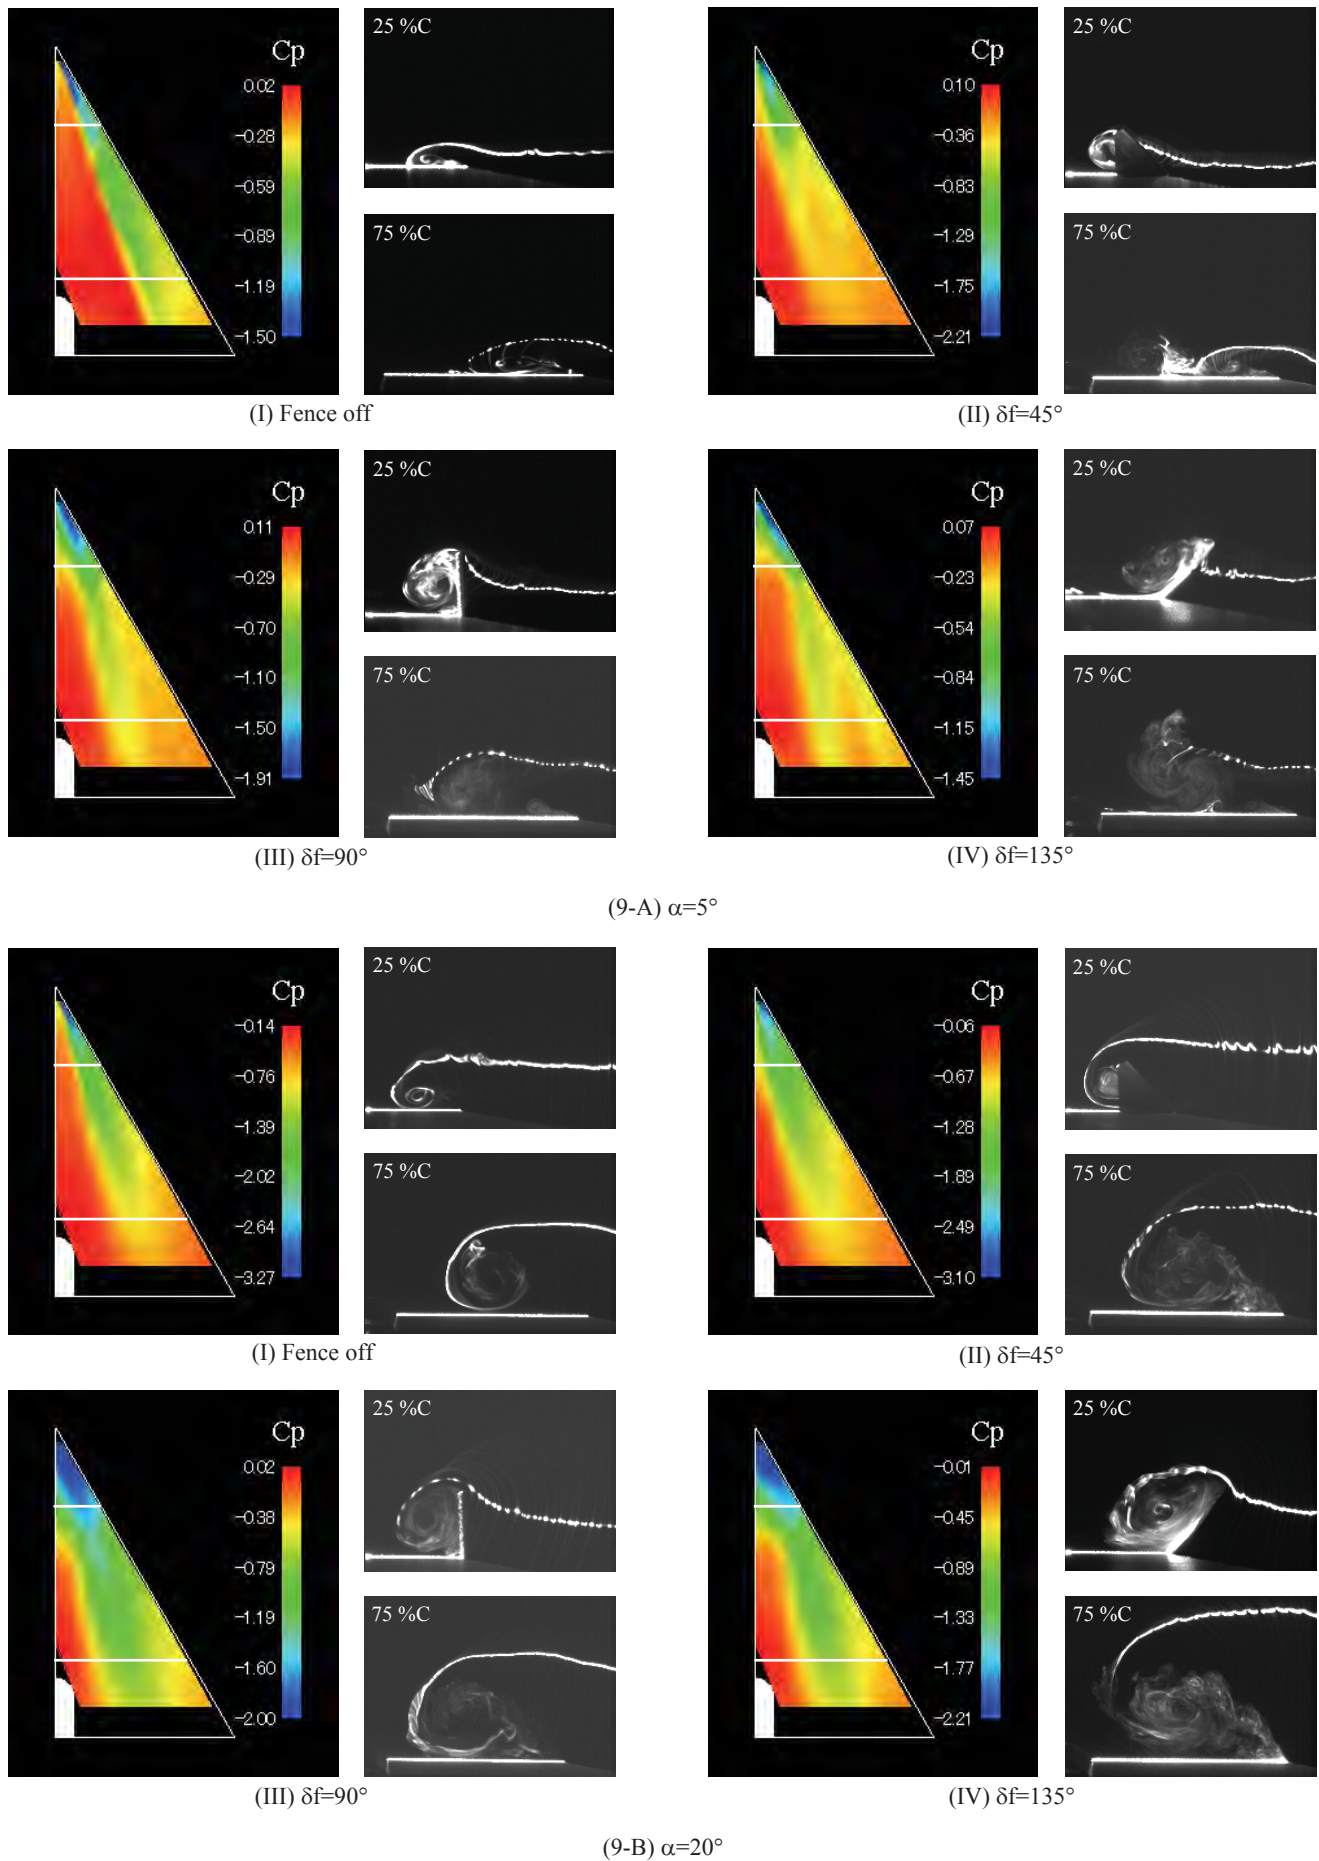 Cp
0.02
−0.28
−0.59
−0.89
−1.19
−1.50
25 %C
75 %C
(I) Fence off
Cp
0.10
−0.36
−0.83
−1.29
−1.75
−2.21
25 %C
75 %C
(II) δf=45°
Cp
0.11
−0.29
−0.70
−1.10
−1.50
−1.91
25 %C
75 %C
(III) δf=90°
Cp
0.07
−0.23
−0.54
−0.84
−1.15
−1.45
25 %C
75 %C
(IV) δf=135°
(9-A) α=5°
Cp
−0.14
−0.76
−1.39
−2.02
−2.64
−3.27
25 %C
75 %C
(I) Fence off
Cp
−0.06
−0.67
−1.28
−1.89
−2.49
−3.10
25 %C
75 %C
(II) δf=45°
Cp
0.02
−0.38
−0.79
−1.19
−1.60
−2.00
25 %C
75 %C
(III) δf=90°
Cp
−0.01
−0.45
−0.89
−1.33
−1.77
−2.21
25 %C
75 %C
(IV) δf=135°
(9-B) α=20°